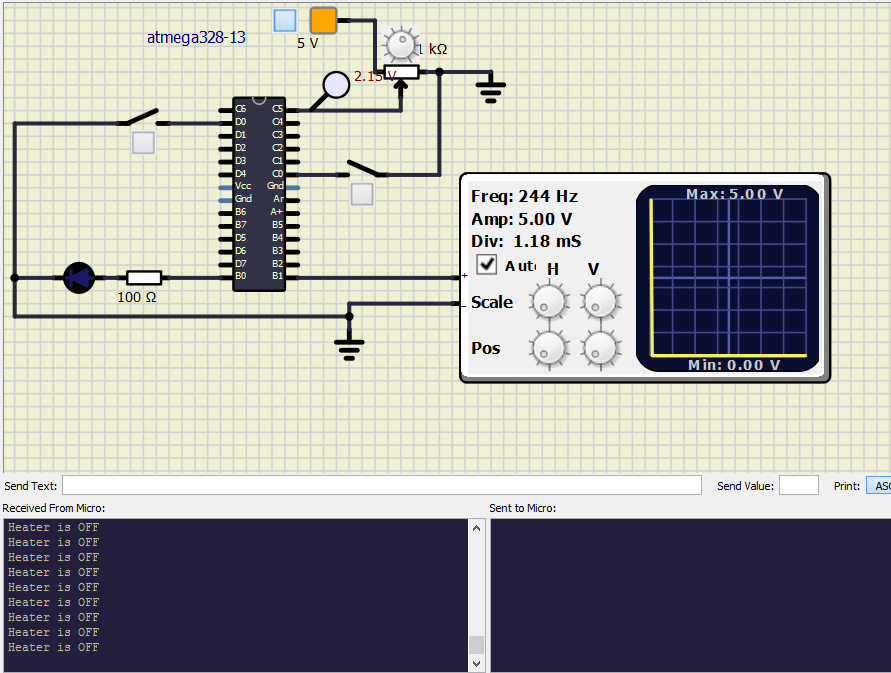 atmega328-13
5 V
1 kΩ
2.15 V
C6 C5
D0 C4
D1 C3
D2 C2
D3 C1
D4 C0
Vcc Gnd
Gnd Ar
B6 A+
B7 B5
D5 B4
D6 B3
D7 B2
B0 B1
100 Ω
Freq: 244 Hz
Amp: 5.00 V
Div: 1.18 mS
Auto H V
+
Scale
-
Pos
Max: 5.00 V
Min: 0.00 V
Send Text: Send Value: Print: ASC
Received From Micro: Sent to Micro:
Heater is OFF
Heater is OFF
Heater is OFF
Heater is OFF
Heater is OFF
Heater is OFF
Heater is OFF
Heater is OFF
Heater is OFF